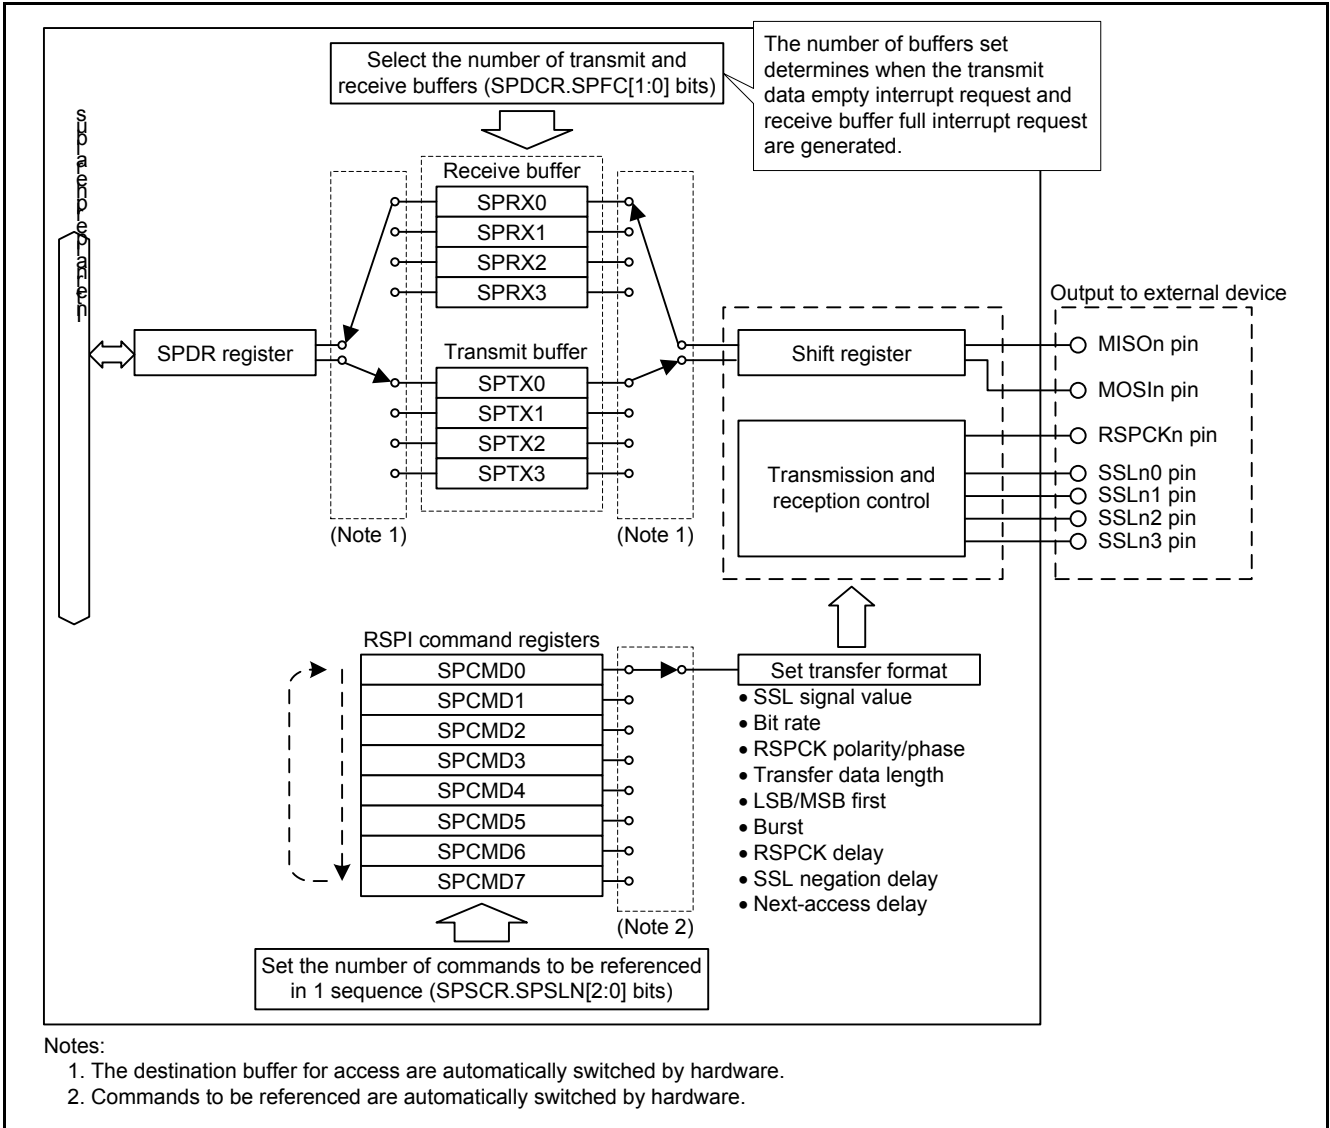 Select the number of transmit and
receive buffers (SPDCR.SPFC[1:0] bits)
The number of buffers set
determines when the transmit
data empty interrupt request and
receive buffer full interrupt request
are generated.
Receive buffer
SPRX0
SPRX1
SPRX2
SPRX3
Output to external device
SPDR register
Transmit buffer
SPTX0
SPTX1
SPTX2
SPTX3
(Note 1)
(Note 1)
Shift register
Transmission and
reception control
MISOn pin
MOSIn pin
RSPCKn pin
SSLn0 pin
SSLn1 pin
SSLn2 pin
SSLn3 pin
RSPI command registers
SPCMD0
SPCMD1
SPCMD2
SPCMD3
SPCMD4
SPCMD5
SPCMD6
SPCMD7
(Note 2)
Set transfer format
• SSL signal value
• Bit rate
• RSPCK polarity/phase
• Transfer data length
• LSB/MSB first
• Burst
• RSPCK delay
• SSL negation delay
• Next-access delay
Set the number of commands to be referenced
in 1 sequence (SPSCR.SPSLN[2:0] bits)
Notes:
1. The destination buffer for access are automatically switched by hardware.
2. Commands to be referenced are automatically switched by hardware.